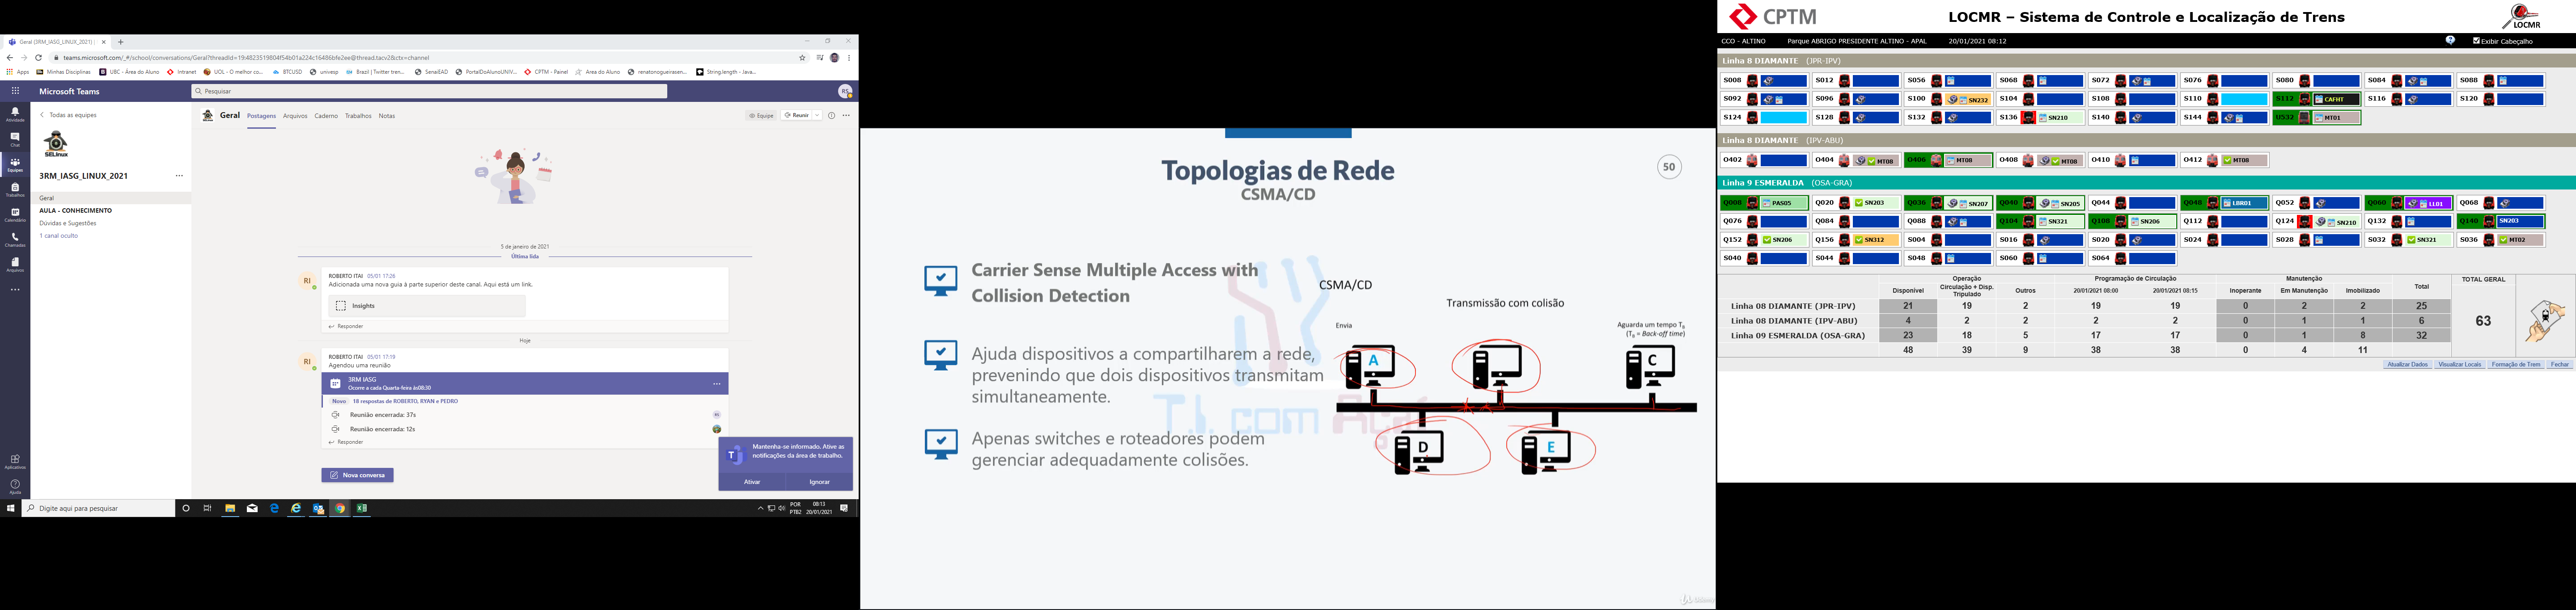 Geral (3RM_IASG_LINUX_2021) :
teams.microsoft.com/_#/school/conversations/Geral?threadId=19:4823519804f54b01a224c16486bfe2ee@thread.tacv2&ctx=channel
Apps Minhas Disciplinas UBC - Área do Aluno Intranet UOL - O melhor co... BTCUSD univesp Brazil | Twitter tren... SenaiEAD PortalDoAlunoUNIV... CPTM - Painel Area do Aluno renatonogueirasen... String.length - Java...
Microsoft Teams
Pesquisar
RS
Atividade
Chat
Equipes
Trabalhos
Calendário
Chamadas
Arquivos
Aplicativos
Ajuda
Todas as equipes
SELinux
3RM_IASG_LINUX_2021
Geral
AULA - CONHECIMENTO
Dúvidas e Sugestões
1 canal oculto
Geral Postagens Arquivos Caderno Trabalhos Notas
Equipe Reunir
5 de janeiro de 2021
Última lida
RI
ROBERTO ITAI 05/01 17:26
Adicionada uma nova guia à parte superior deste canal. Aqui está um link.
Insights
Responder
Hoje
RI
ROBERTO ITAI 05/01 17:19
Agendou uma reunião
3RM IASG
Ocorre a cada Quarta-feira às08:30
Novo 18 respostas de ROBERTO, RYAN e PEDRO
Reunião encerrada: 37s
Reunião encerrada: 12s
Responder
Nova conversa
Mantenha-se informado. Ative as
notificações da área de trabalho.
Ativar Ignorar
Digite aqui para pesquisar
POR
PTB2
08:13
20/01/2021
50
Topologias de Rede
CSMA/CD
Carrier Sense Multiple Access with
Collision Detection
Ajuda dispositivos a compartilharem a rede,
prevenindo que dois dispositivos transmitam
simultaneamente.
Apenas switches e roteadores podem
gerenciar adequadamente colisões.
T.I. com Açaí
CSMA/CD
Transmissão com colisão
Envia
Aguarda um tempo T
(T = Back-off time)
A
C
D
E
CPTM
LOCMR – Sistema de Controle e Localização de Trens
LOCMR
CCO - ALTINO Parque ABRIGO PRESIDENTE ALTINO - APAL 20/01/2021 08:12
Exibir Cabeçalho
Linha 8 DIAMANTE (JPR-IPV)
S008 S012 S056 S068 S072 S076 S080 S084 S088
S092 S096 S100 SN232 S104 S108 S110 S112 CAFHT S116 S120
S124 S128 S132 S136 SN210 S140 S144 U532 MT01
Linha 8 DIAMANTE (IPV-ABU)
O402 O404 MT08 O406 MT08 O408 MT08 O410 O412 MT08
Linha 9 ESMERALDA (OSA-GRA)
Q008 PAS05 Q020 SN203 Q036 SN207 Q040 SN205 Q044 Q048 LBR01 Q052 Q060 LL01 Q068
Q076 Q084 Q088 Q104 SN321 Q108 SN206 Q112 Q124 SN210 Q132 Q140 SN203
Q152 SN206 Q156 SN312 S004 S016 S020 S024 S028 S032 SN321 S036 MT02
S040 S044 S048 S060 S064
Operação Programação de Circulação Manutenção TOTAL GERAL
Disponível Circulação + Disp. Tripulado Outros 20/01/2021 08:00 20/01/2021 08:15 Inoperante Em Manutenção Imobilizado Total
Linha 08 DIAMANTE (JPR-IPV) 21 19 2 19 19 0 2 2 25
Linha 08 DIAMANTE (IPV-ABU) 4 2 2 2 2 0 1 1 6
63
Linha 09 ESMERALDA (OSA-GRA) 23 18 5 17 17 0 1 8 32
48 39 9 38 38 0 4 11
Atualizar Dados Visualizar Locais Formação de Trem Fechar